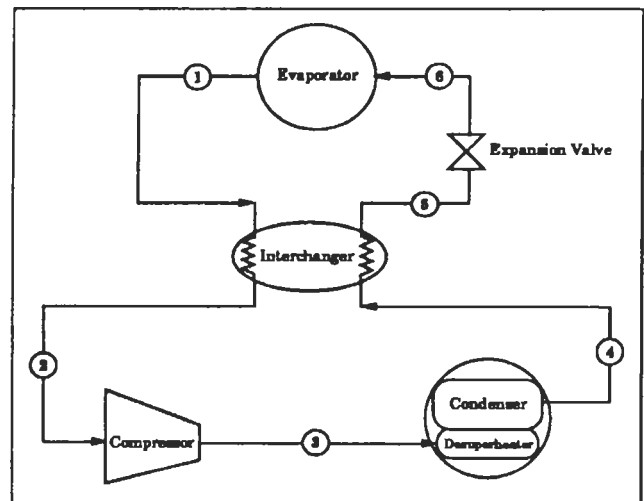 1
Evaporator
6
Expansion Valve
5
Interchanger
2
4
Condenser
Compressor
3
Desuperheater